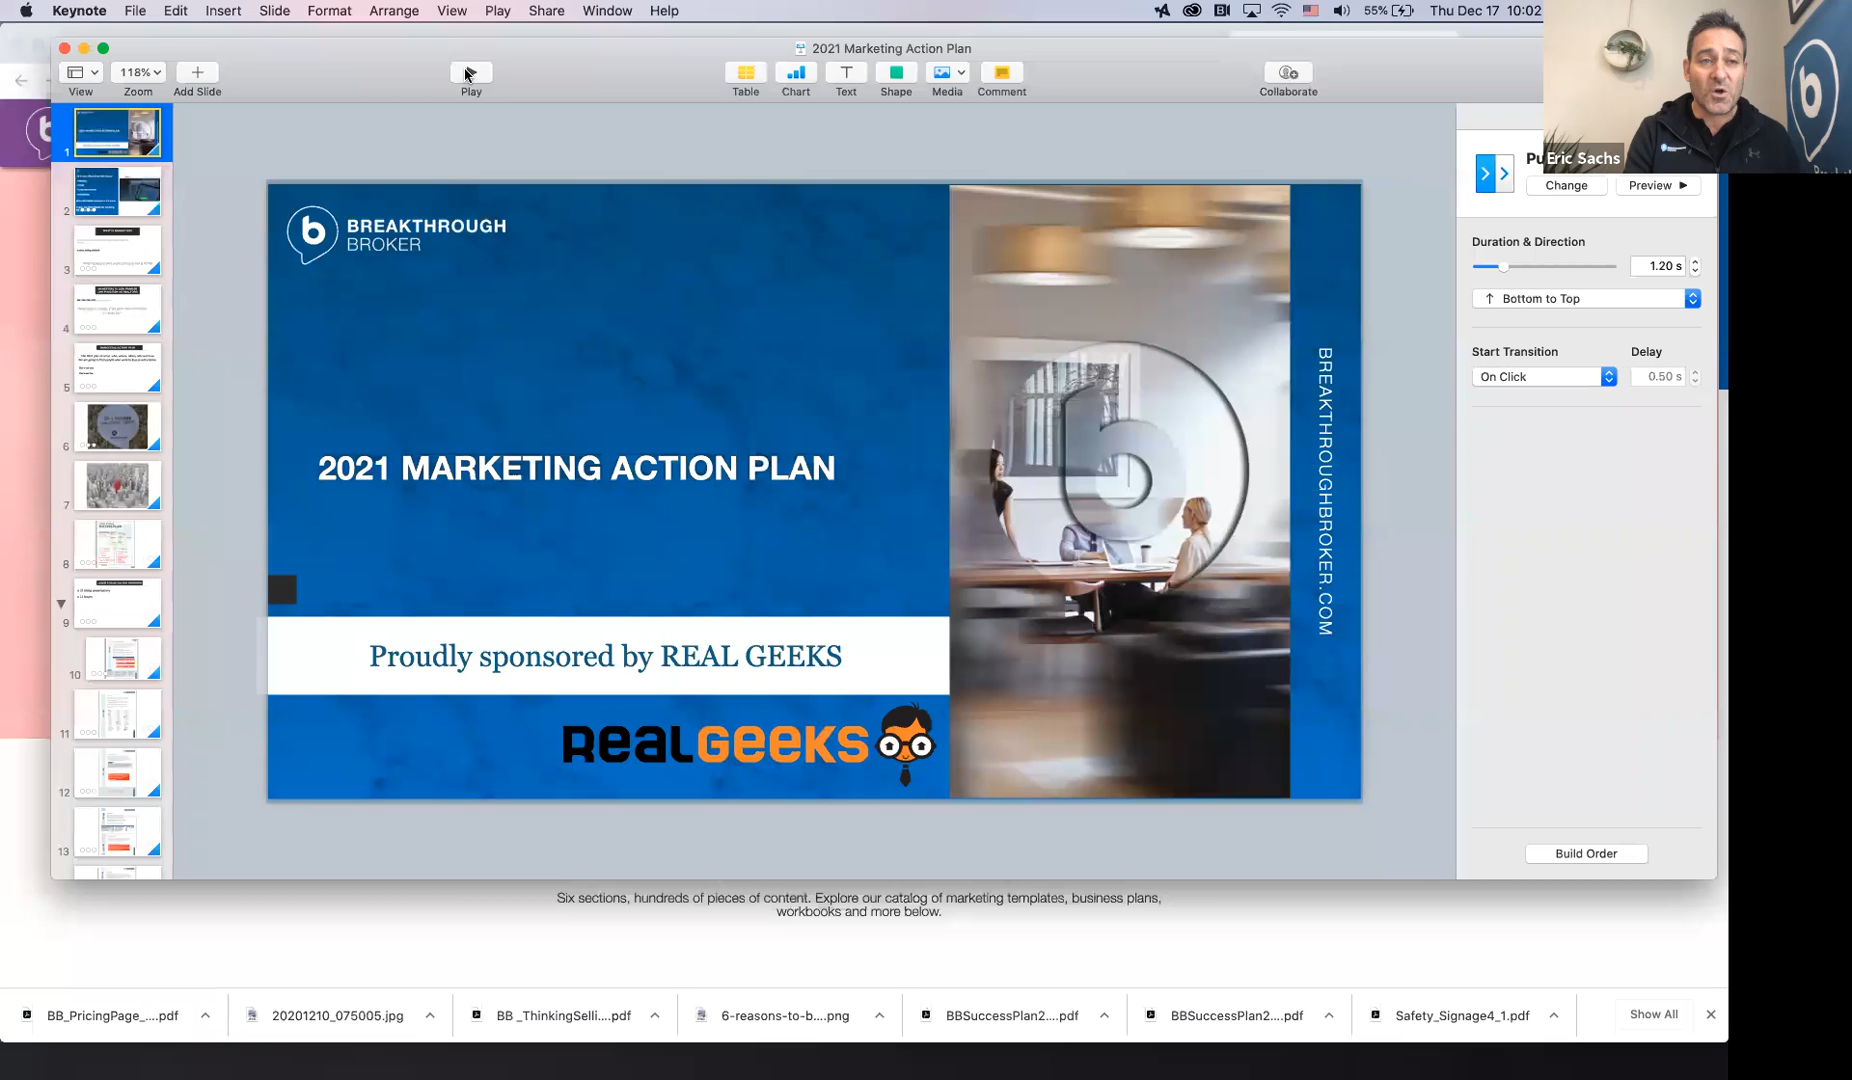 Keynote File Edit Insert Slide Format Arrange View Play Share Window Help 55% Thu Dec 17 10:02
2021 Marketing Action Plan
118%
View Zoom Add Slide Play Table Chart Text Shape Media Comment Collaborate
Eric Sachs
Change Preview
Duration & Direction
1.20 s
Bottom to Top
Start Transition Delay
On Click 0.50 s
Build Order
1
2
3
4
5
6
7
8
9
10
11
12
13
BREAKTHROUGH
BROKER
2021 MARKETING ACTION PLAN
Proudly sponsored by REAL GEEKS
REALGEEKS
BREAKTHROUGHBROKER.COM
Six sections, hundreds of pieces of content. Explore our catalog of marketing templates, business plans,
workbooks and more below.
BB_PricingPage_....pdf 20201210_075005.jpg BB _ThinkingSelli....pdf 6-reasons-to-b....png BBSuccessPlan2....pdf BBSuccessPlan2....pdf Safety_Signage4_1.pdf Show All